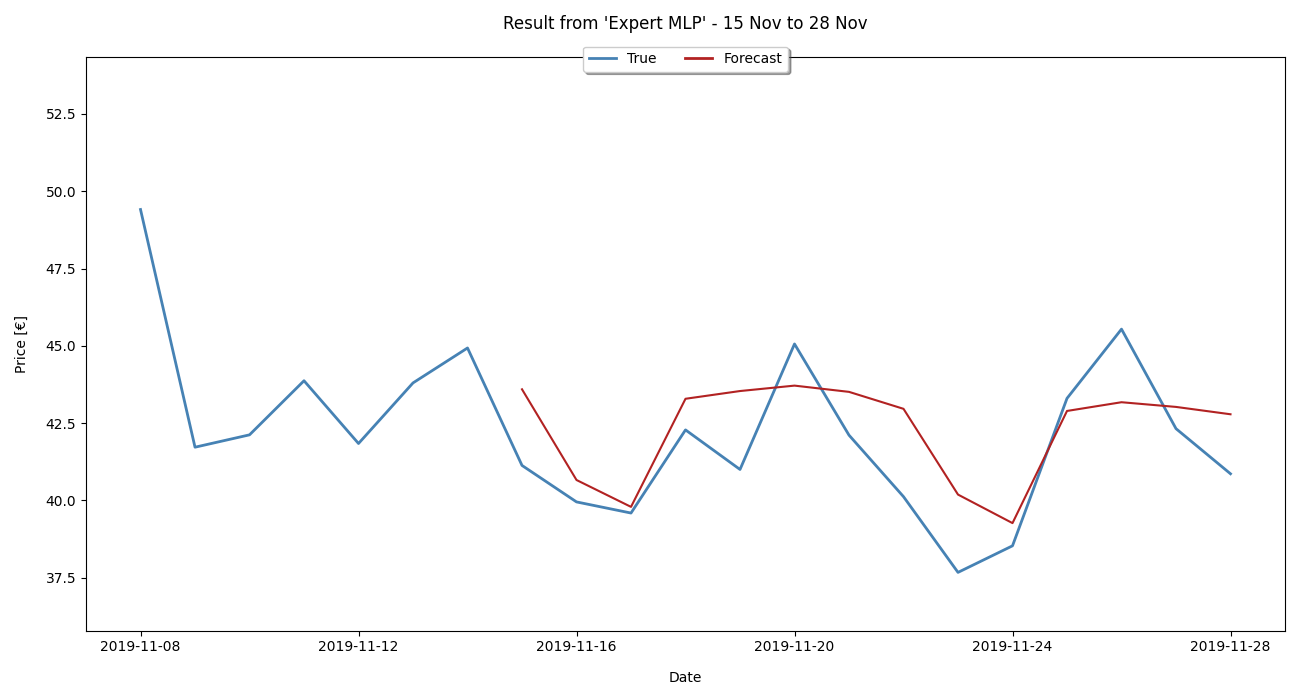 Result from 'Expert MLP' - 15 Nov to 28 Nov
True Forecast
52.5
50.0
47.5
45.0
42.5
40.0
37.5
Price [€]
2019-11-08 2019-11-12 2019-11-16 2019-11-20 2019-11-24 2019-11-28
Date